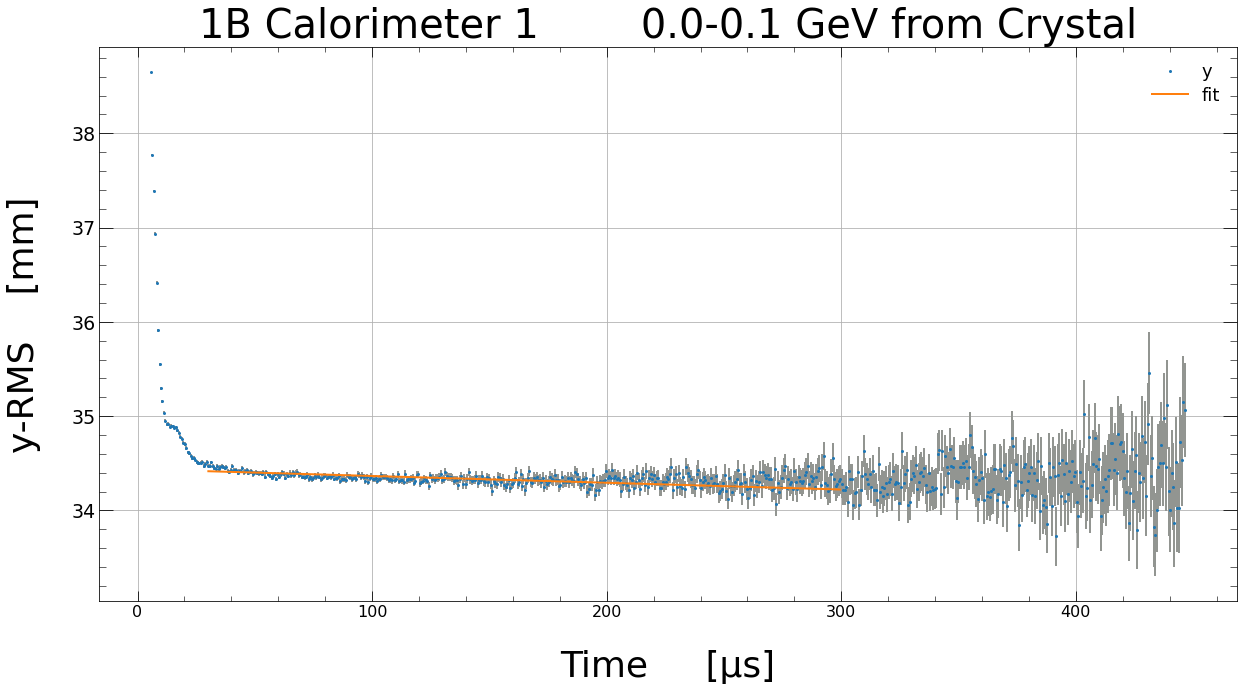 1B Calorimeter 1 0.0-0.1 GeV from Crystal
y
fit
y-RMS [mm]
38
37
36
35
34
0 100 200 300 400
Time [μs]